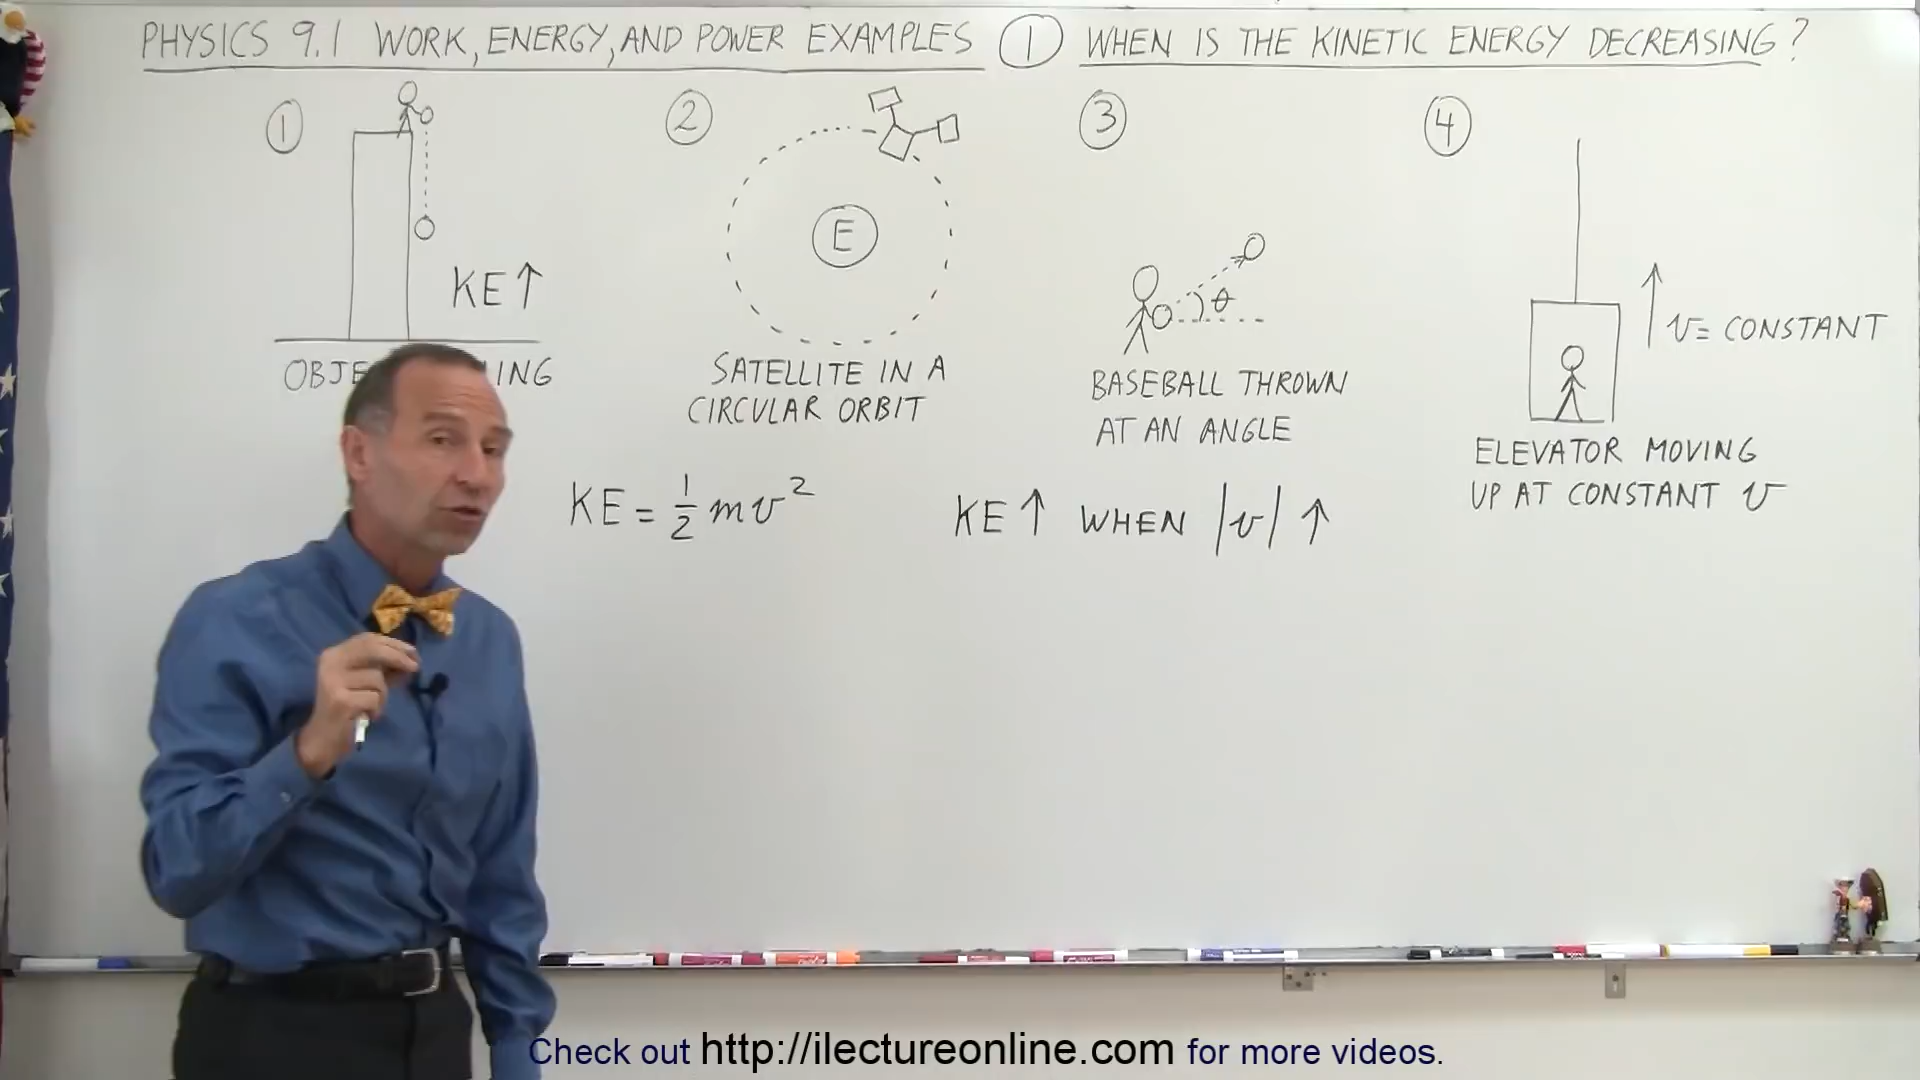 PHYSICS 9.1 WORK, ENERGY, AND POWER EXAMPLES ① WHEN IS THE KINETIC ENERGY DECREASING?
①
②
③
④
E
θ
KE↑
v = CONSTANT
OBJE ING
SATELLITE IN A
CIRCULAR ORBIT
BASEBALL THROWN
AT AN ANGLE
ELEVATOR MOVING
UP AT CONSTANT v
KE = ½ mv²
KE ↑ WHEN |v| ↑
Check out http://ilectureonline.com for more videos.